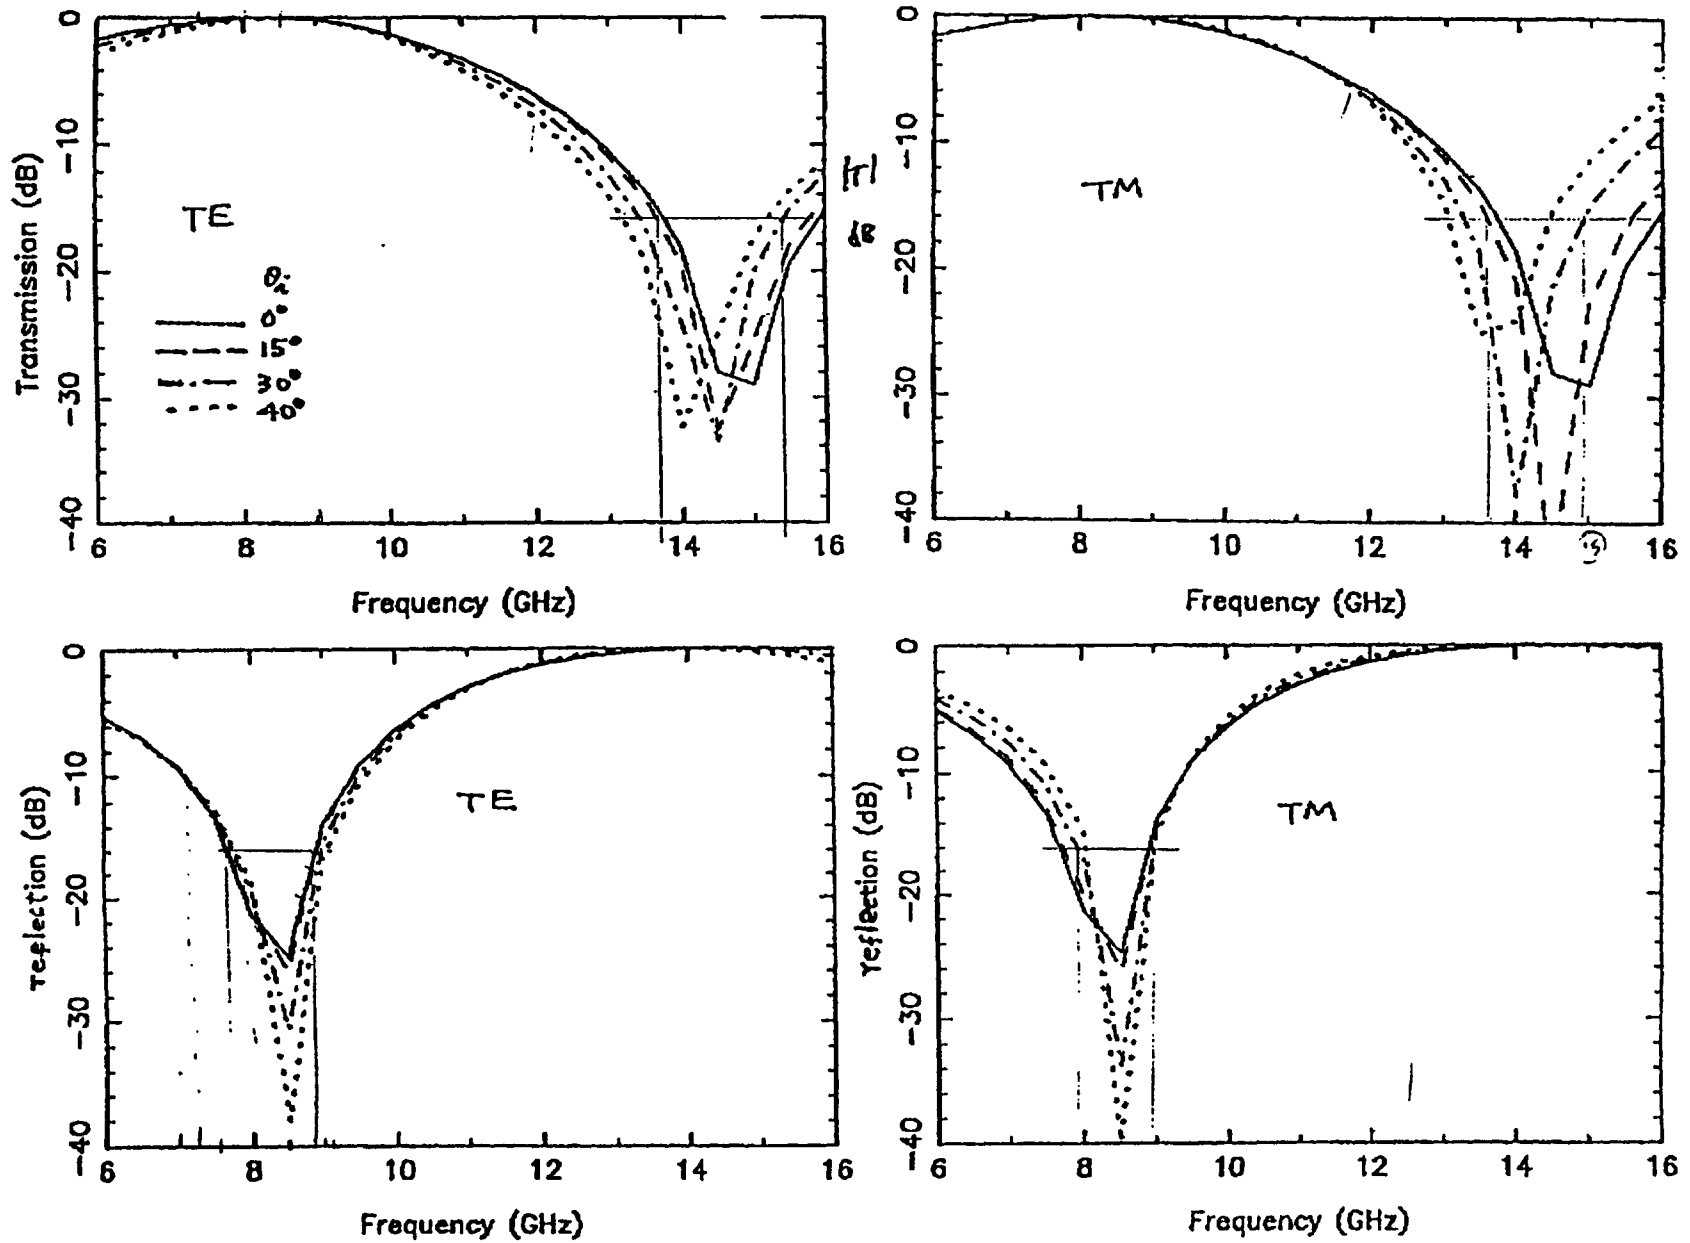 0
-10
-20
-30
-40
Transmission (dB)
TE
θi
0°
15°
30°
40°
6 8 10 12 14 16
Frequency (GHz)
|T|
dB
0
-10
-20
-30
-40
TM
6 8 10 12 14 15 16
Frequency (GHz)
0
-10
-20
-30
-40
reflection (dB)
TE
6 8 10 12 14 16
Frequency (GHz)
0
-10
-20
-30
-40
reflection (dB)
TM
6 8 10 12 14 16
Frequency (GHz)